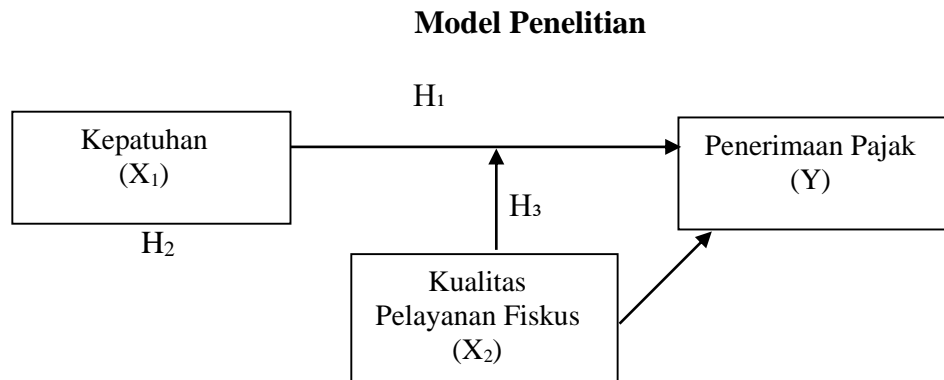 Model Penelitian
H₁
Kepatuhan
(X₁)
Penerimaan Pajak
(Y)
H₃
H₂
Kualitas
Pelayanan Fiskus
(X₂)